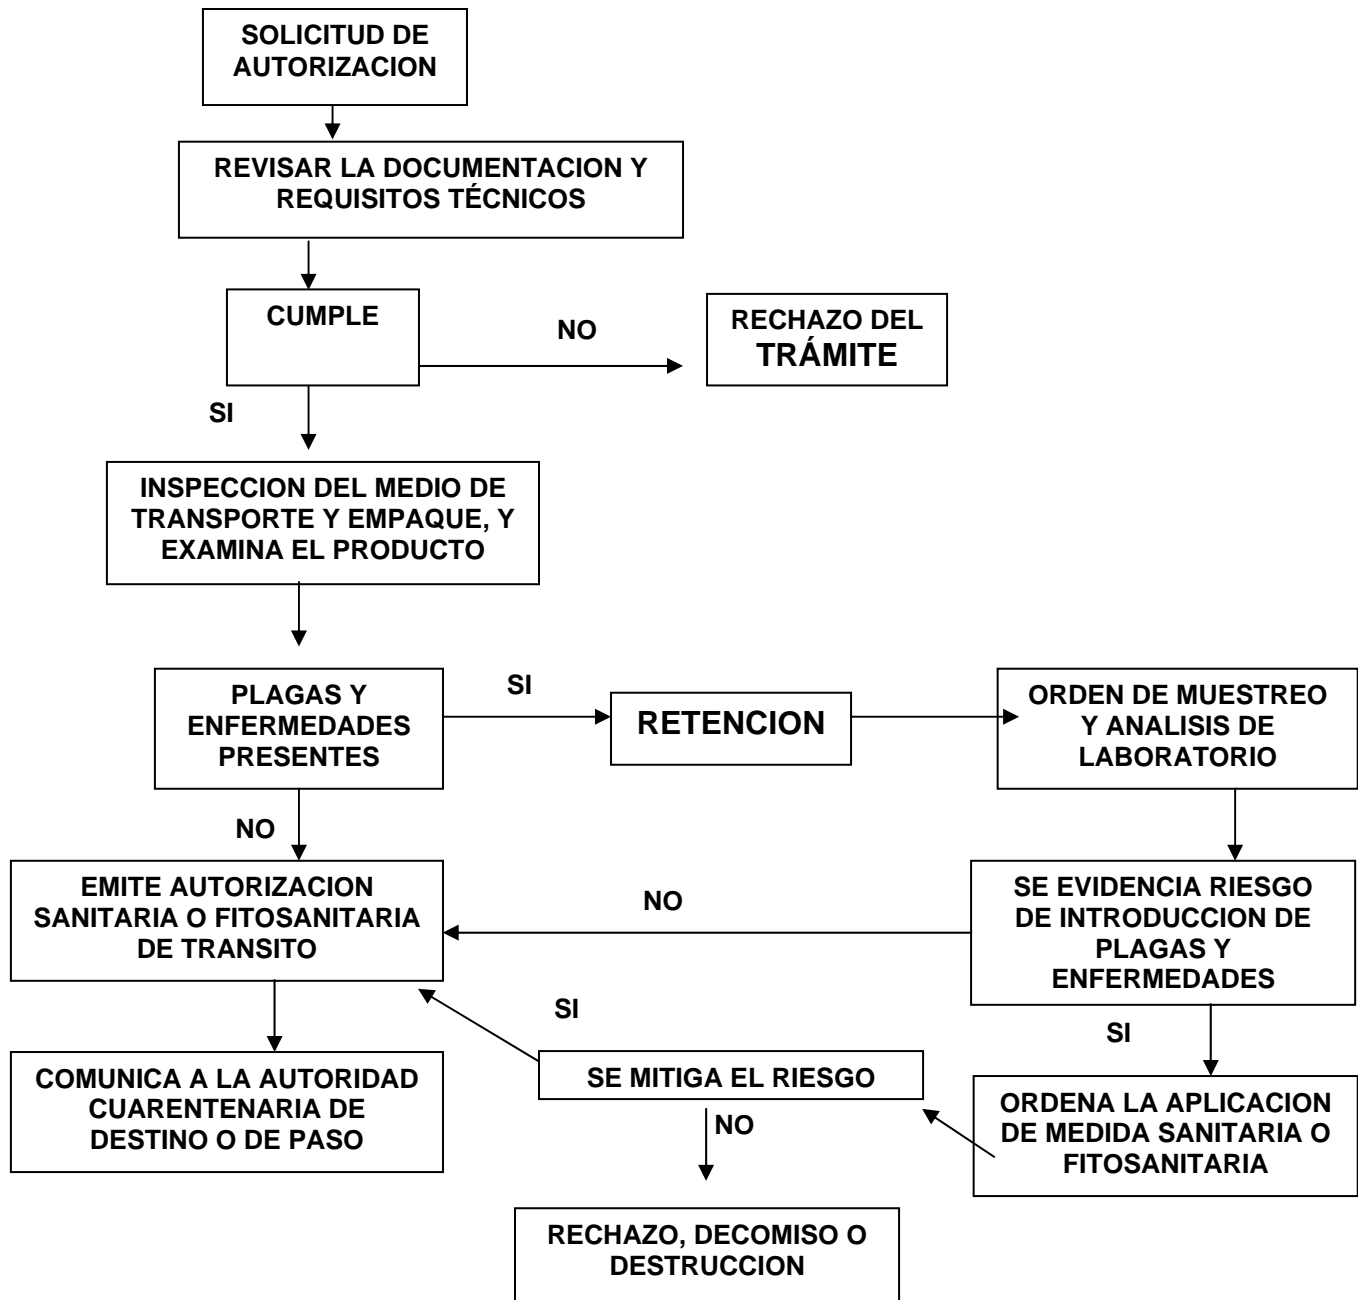 SOLICITUD DE
AUTORIZACION
REVISAR LA DOCUMENTACION Y
REQUISITOS TÉCNICOS
CUMPLE
NO
RECHAZO DEL
TRÁMITE
SI
INSPECCION DEL MEDIO DE
TRANSPORTE Y EMPAQUE, Y
EXAMINA EL PRODUCTO
PLAGAS Y
ENFERMEDADES
PRESENTES
SI
RETENCION
ORDEN DE MUESTREO
Y ANALISIS DE
LABORATORIO
NO
EMITE AUTORIZACION
SANITARIA O FITOSANITARIA
DE TRANSITO
NO
SE EVIDENCIA RIESGO
DE INTRODUCCION DE
PLAGAS Y
ENFERMEDADES
SI
SI
COMUNICA A LA AUTORIDAD
CUARENTENARIA DE
DESTINO O DE PASO
SE MITIGA EL RIESGO
ORDENA LA APLICACION
DE MEDIDA SANITARIA O
FITOSANITARIA
NO
RECHAZO, DECOMISO O
DESTRUCCION